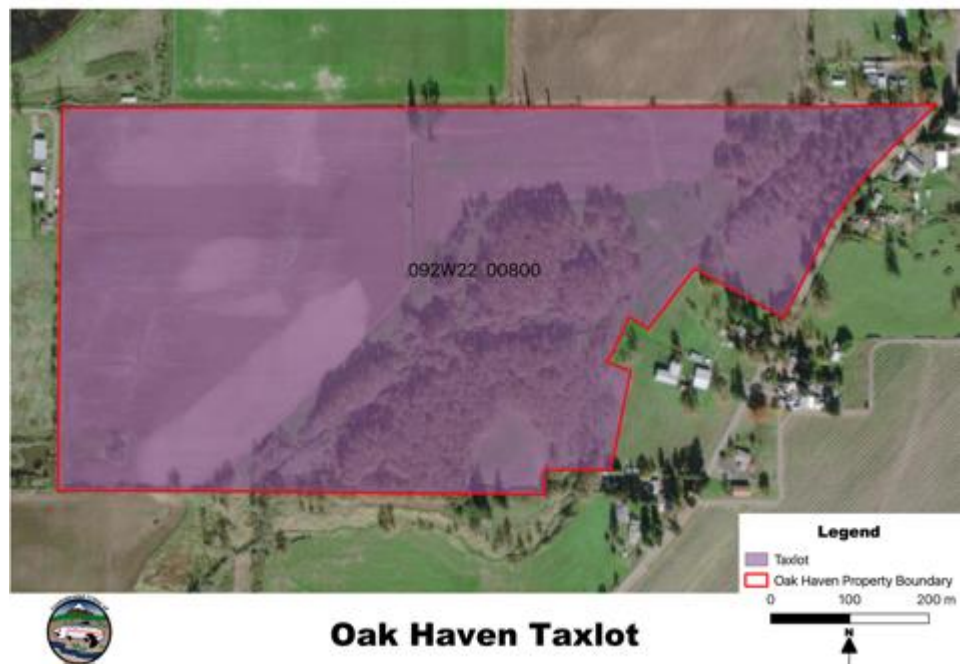 092W22 00800
Legend
Taxlot
Oak Haven Property Boundary
0 100 200 m
N
Oak Haven Taxlot